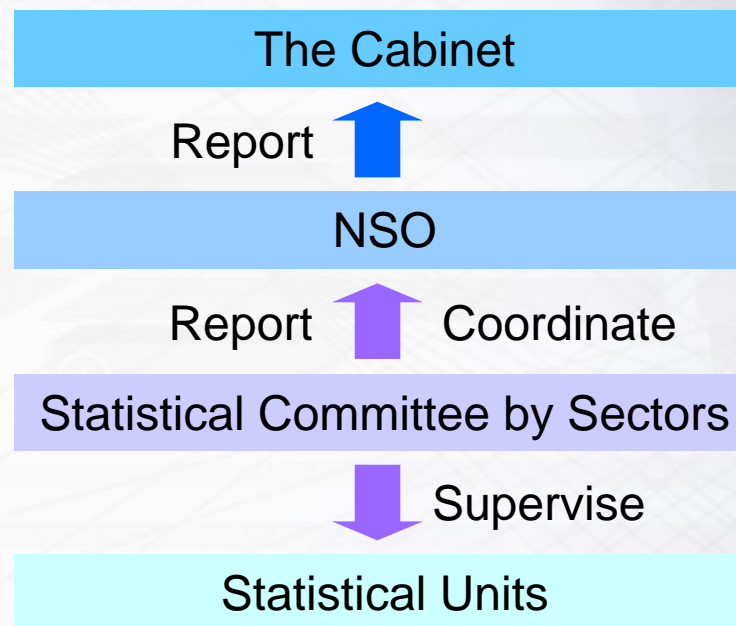 The Cabinet
Report
NSO
Report Coordinate
Statistical Committee by Sectors
Supervise
Statistical Units